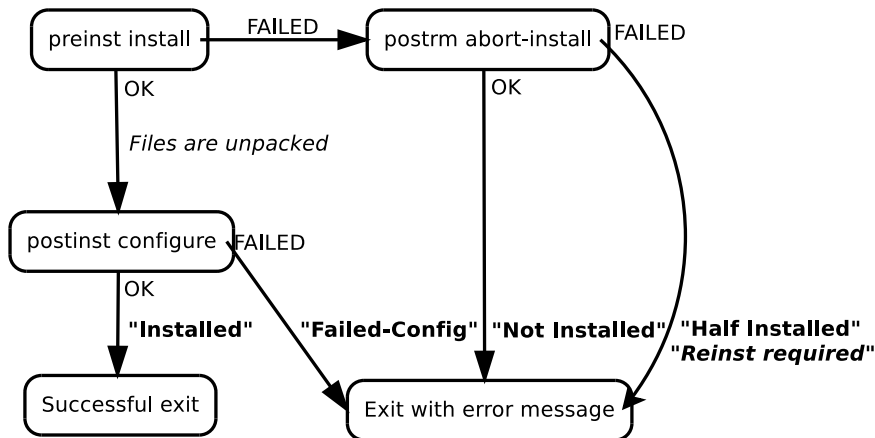 preinst install
FAILED
postrm abort-install
FAILED
OK
OK
Files are unpacked
postinst configure
FAILED
OK
"Installed"
"Failed-Config"
"Not Installed"
"Half Installed"
"Reinst required"
Successful exit
Exit with error message